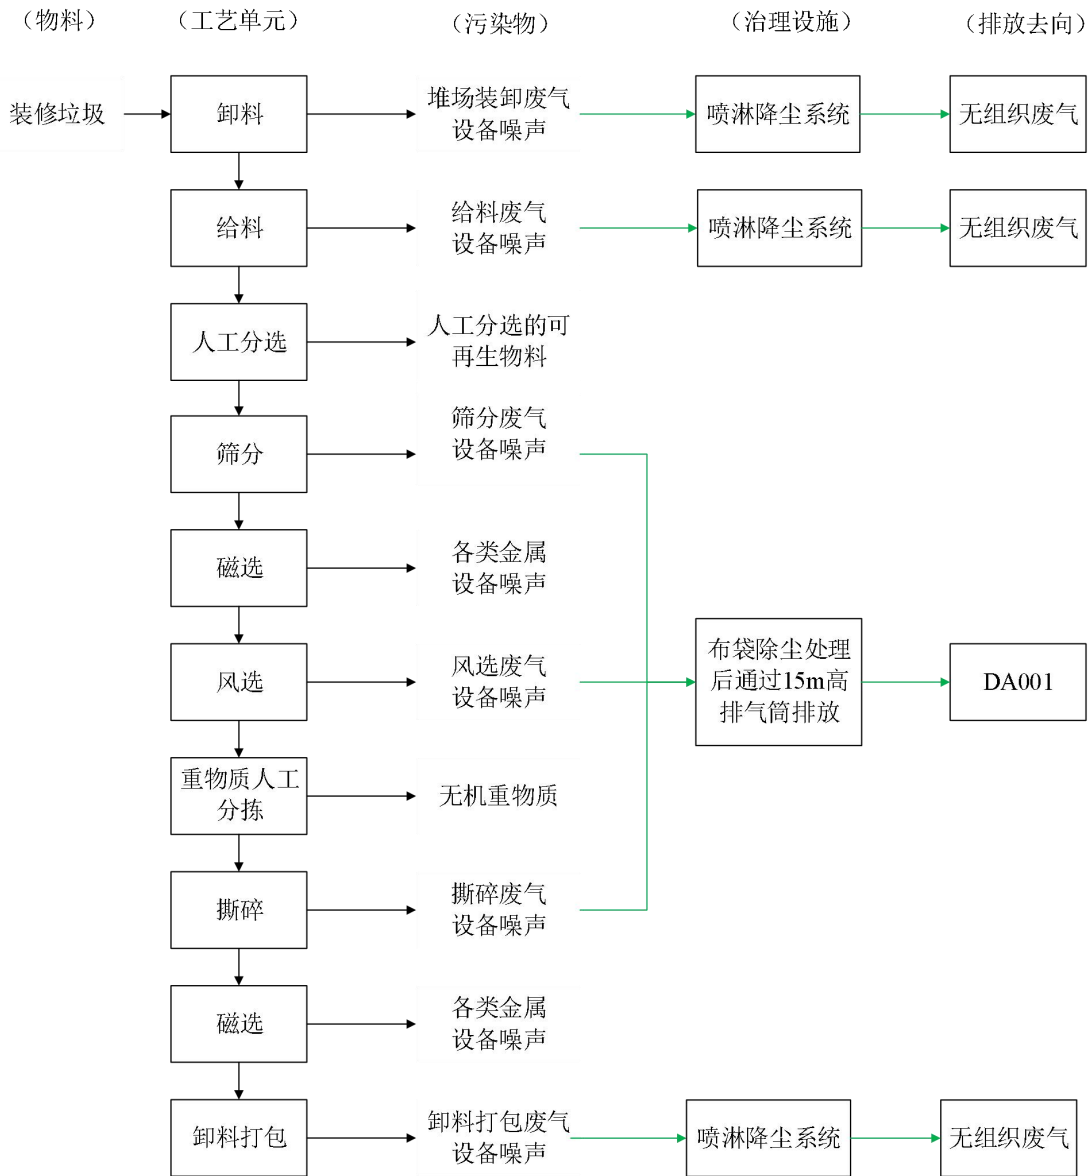 （物料）
（工艺单元）
（污染物）
（治理设施）
（排放去向）
装修垃圾
卸料
堆场装卸废气
设备噪声
喷淋降尘系统
无组织废气
给料
给料废气
设备噪声
喷淋降尘系统
无组织废气
人工分选
人工分选的可
再生物料
筛分
筛分废气
设备噪声
磁选
各类金属
设备噪声
风选
风选废气
设备噪声
布袋除尘处理
后通过15m高
排气筒排放
DA001
重物质人工
分拣
无机重物质
撕碎
撕碎废气
设备噪声
磁选
各类金属
设备噪声
卸料打包
卸料打包废气
设备噪声
喷淋降尘系统
无组织废气